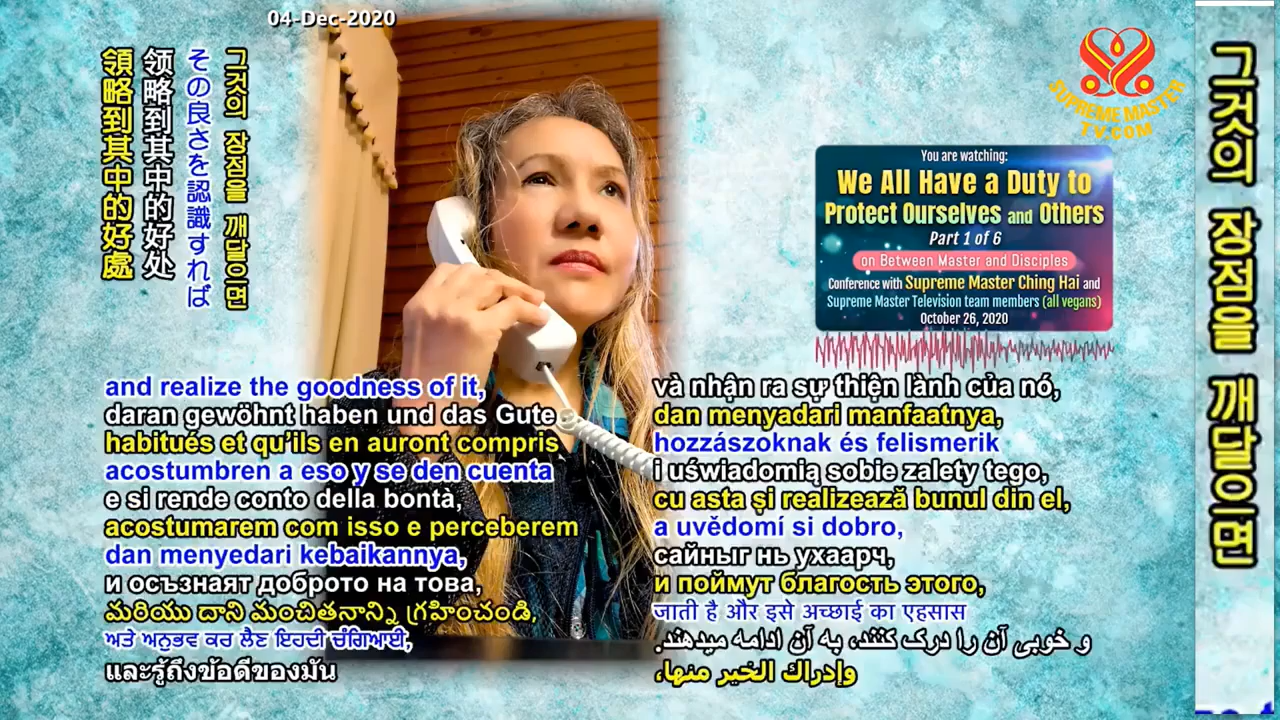 04-Dec-2020
그것의 장점을 깨달으면
その良さを認識すれば
领略到其中的好处
領略到其中的好處
SUPREME MASTER
TV.COM
You are watching:
We All Have a Duty to
Protect Ourselves and Others
Part 1 of 6
on Between Master and Disciples
Conference with Supreme Master Ching Hai and
Supreme Master Television team members (all vegans)
October 26, 2020
and realize the goodness of it,
daran gewöhnt haben und das Gute
habitués et qu’ils en auront compris
acostumbren a eso y se den cuenta
e si rende conto della bontà,
acostumarem com isso e perceberem
dan menyedari kebaikannya,
и осъзнаят доброто на това,
మరియు దాని మంచితనాన్ని గ్రహించండి,
ਅਤੇ ਅਨੁਭਵ ਕਰ ਲੈਣ ਇਹਦੀ ਚੰਗਿਆਈ,
และรู้ถึงข้อดีของมัน
và nhận ra sự thiện lành của nó,
dan menyadari manfaatnya,
hozzászoknak és felismerik
i uświadomią sobie zalety tego,
cu asta și realizează bunul din el,
a uvědomí si dobro,
сайныг нь ухаарч,
и поймут благость этого,
जाती है और इसे अच्छाई का एहसास
و خوبی آن را درک کنند، به آن ادامه میدهند.
وإدراك الخير منها،
그것의 장점을 깨달으면